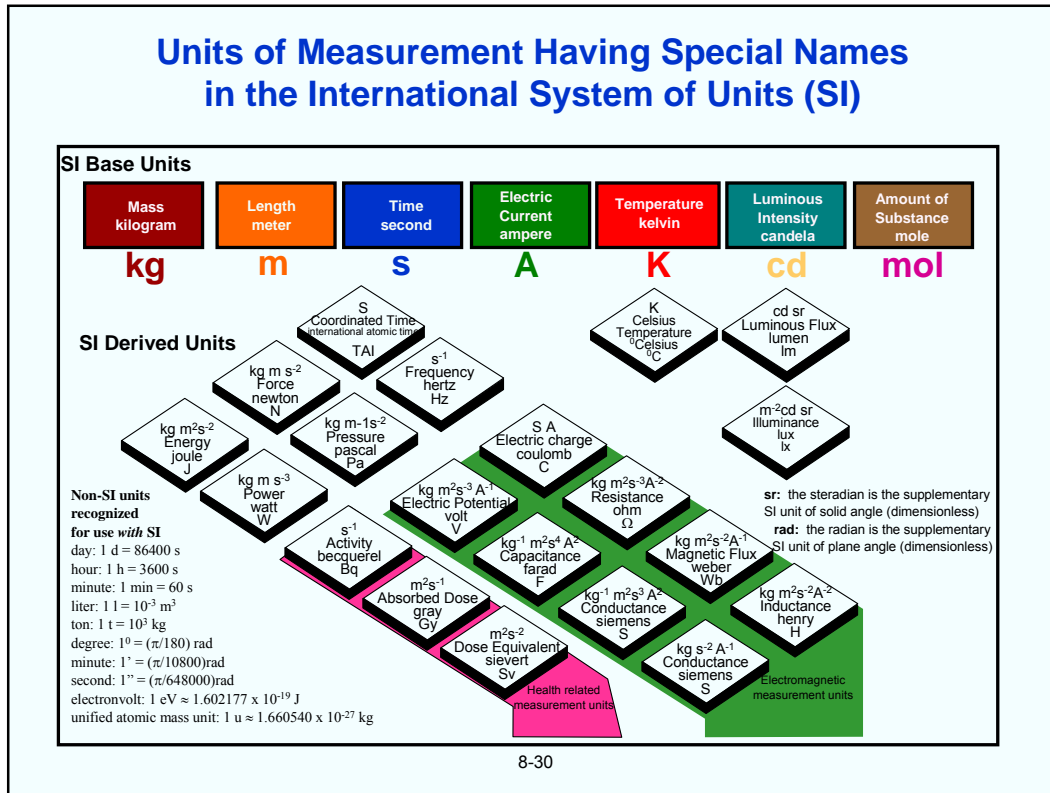 Units of Measurement Having Special Names
in the International System of Units (SI)
SI Base Units
Mass
kilogram
Length
meter
Time
second
Electric
Current
ampere
Temperature
kelvin
Luminous
Intensity
candela
Amount of
Substance
mole
kg
m
s
A
K
cd
mol
SI Derived Units
S
Coordinated Time
international atomic time
TAI
K
Celsius
Temperature
⁰Celsius
⁰C
cd sr
Luminous Flux
lumen
lm
kg m s⁻²
Force
newton
N
s⁻¹
Frequency
hertz
Hz
kg m²s⁻²
Energy
joule
J
kg m-1s⁻²
Pressure
pascal
Pa
S A
Electric charge
coulomb
C
m⁻²cd sr
Illuminance
lux
lx
kg m s⁻³
Power
watt
W
kg m²s⁻³ A⁻¹
Electric Potential
volt
V
kg m²s⁻³A⁻²
Resistance
ohm
Ω
s⁻¹
Activity
becquerel
Bq
kg⁻¹ m²s⁴ A²
Capacitance
farad
F
kg m²s⁻²A⁻¹
Magnetic Flux
weber
Wb
m²s⁻¹
Absorbed Dose
gray
Gy
kg⁻¹ m²s³ A²
Conductance
siemens
S
kg m²s⁻²A⁻²
Inductance
henry
H
m²s⁻²
Dose Equivalent
sievert
Sv
kg s⁻² A⁻¹
Conductance
siemens
S
Health related
measurement units
Electromagnetic
measurement units
sr: the steradian is the supplementary
SI unit of solid angle (dimensionless)
rad: the radian is the supplementary
SI unit of plane angle (dimensionless)
Non-SI units
recognized
for use with SI
day: 1 d = 86400 s
hour: 1 h = 3600 s
minute: 1 min = 60 s
liter: 1 l = 10⁻³ m³
ton: 1 t = 10³ kg
degree: 1⁰ = (π/180) rad
minute: 1’ = (π/10800)rad
second: 1” = (π/648000)rad
electronvolt: 1 eV ≈ 1.602177 x 10⁻¹⁹ J
unified atomic mass unit: 1 u ≈ 1.660540 x 10⁻²⁷ kg
8-30